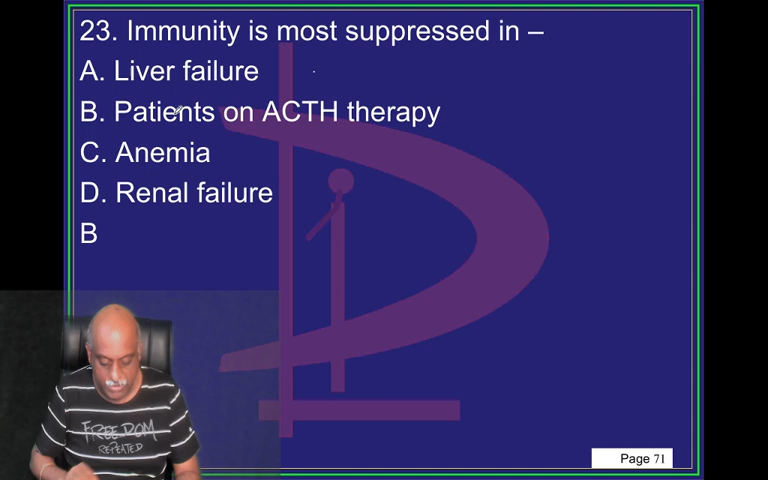 23. Immunity is most suppressed in –
A. Liver failure
B. Patients on ACTH therapy
C. Anemia
D. Renal failure
B
FREEDOM
REPEATED
Page 71